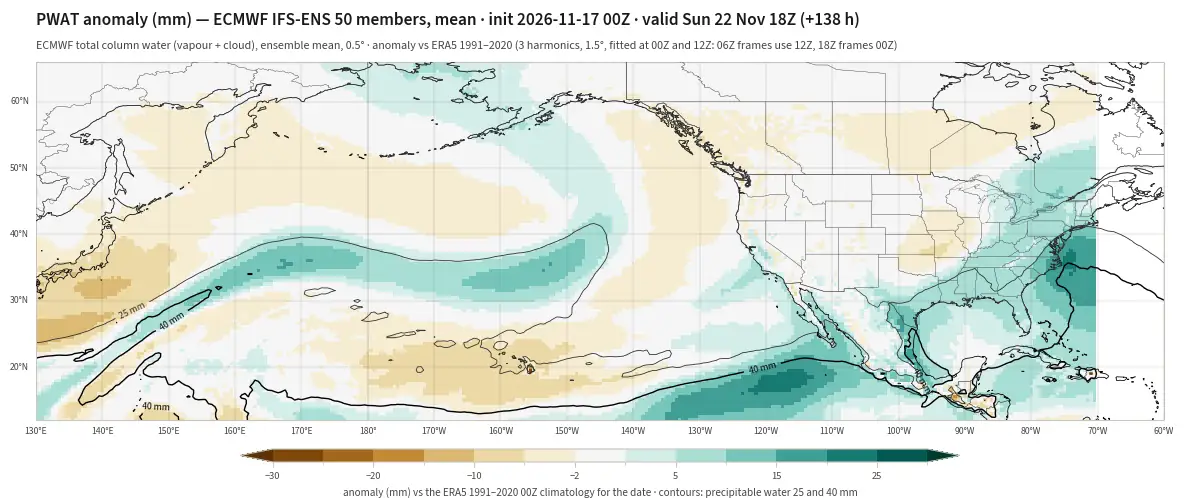 PWAT anomaly (mm) — ECMWF IFS-ENS 50 members, mean · init 2026-11-17 00Z · valid Sun 22 Nov 18Z (+138 h)
ECMWF total column water (vapour + cloud), ensemble mean, 0.5° · anomaly vs ERA5 1991–2020 (3 harmonics, 1.5°, fitted at 00Z and 12Z: 06Z frames use 12Z, 18Z frames 00Z)
60°N
50°N
40°N
30°N
20°N
25 mm
40 mm
40 mm
40 mm
130°E 140°E 150°E 160°E 170°E 180° 170°W 160°W 150°W 140°W 130°W 120°W 110°W 100°W 90°W 80°W 70°W 60°W
−30 −20 −10 −2 5 15 25
anomaly (mm) vs the ERA5 1991–2020 00Z climatology for the date · contours: precipitable water 25 and 40 mm